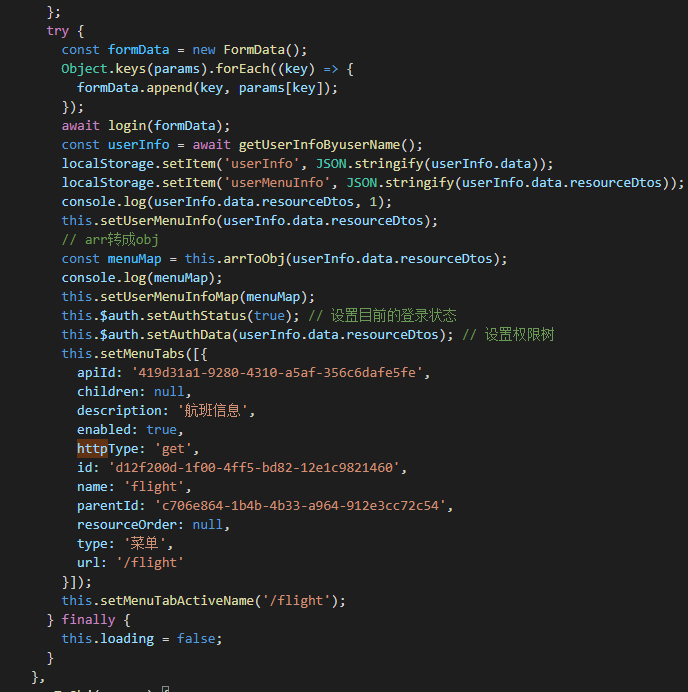 };
try {
const formData = new FormData();
Object.keys(params).forEach((key) => {
formData.append(key, params[key]);
});
await login(formData);
const userInfo = await getUserInfoByuserName();
localStorage.setItem('userInfo', JSON.stringify(userInfo.data));
localStorage.setItem('userMenuInfo', JSON.stringify(userInfo.data.resourceDtos));
console.log(userInfo.data.resourceDtos, 1);
this.setUserMenuInfo(userInfo.data.resourceDtos);
// arr转成obj
const menuMap = this.arrToObj(userInfo.data.resourceDtos);
console.log(menuMap);
this.setUserMenuInfoMap(menuMap);
this.$auth.setAuthStatus(true); // 设置目前的登录状态
this.$auth.setAuthData(userInfo.data.resourceDtos); // 设置权限树
this.setMenuTabs([{
apiId: '419d31a1-9280-4310-a5af-356c6dafe5fe',
children: null,
description: '航班信息',
enabled: true,
httpType: 'get',
id: 'd12f200d-1f00-4ff5-bd82-12e1c9821460',
name: 'flight',
parentId: 'c706e864-1b4b-4b33-a964-912e3cc72c54',
resourceOrder: null,
type: '菜单',
url: '/flight'
}]);
this.setMenuTabActiveName('/flight');
} finally {
this.loading = false;
}
},